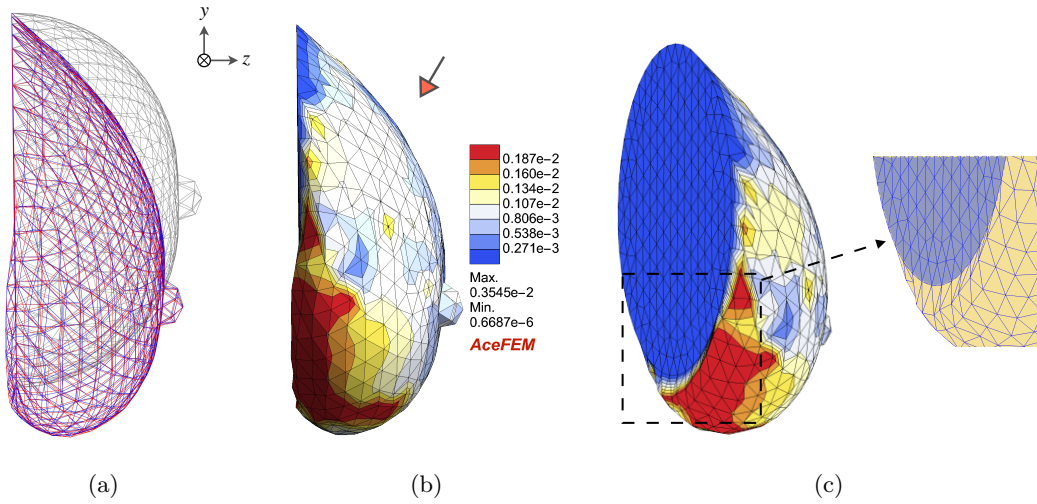 y
z
0.187e-2
0.160e-2
0.134e-2
0.107e-2
0.806e-3
0.538e-3
0.271e-3
Max.
0.3545e-2
Min.
0.6687e-6
AceFEM
(a)
(b)
(c)